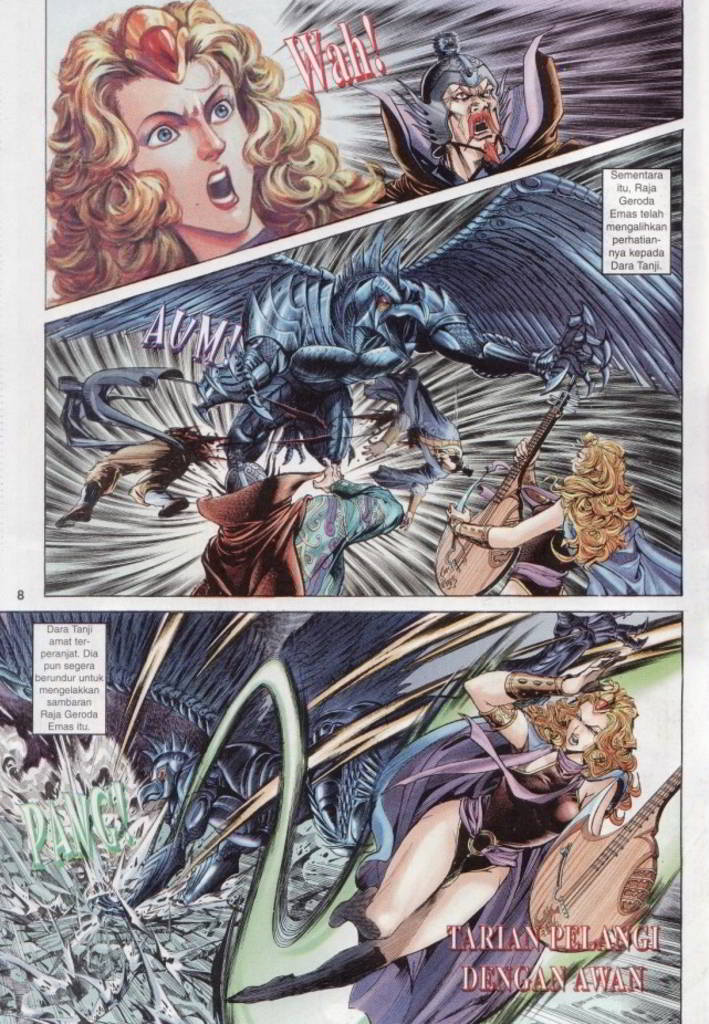 Wah!
Sementara
itu, Raja
Geroda
Emas telah
mengalihkan
perhatian-
nya kepada
Dara Tanji.
AUM!
8
Dara Tanji
amat ter-
peranjat. Dia
pun segera
berundur untuk
mengelakkan
sambaran
Raja Geroda
Emas itu.
PANG!
TARIAN PELANGI
DENGAN AWAN